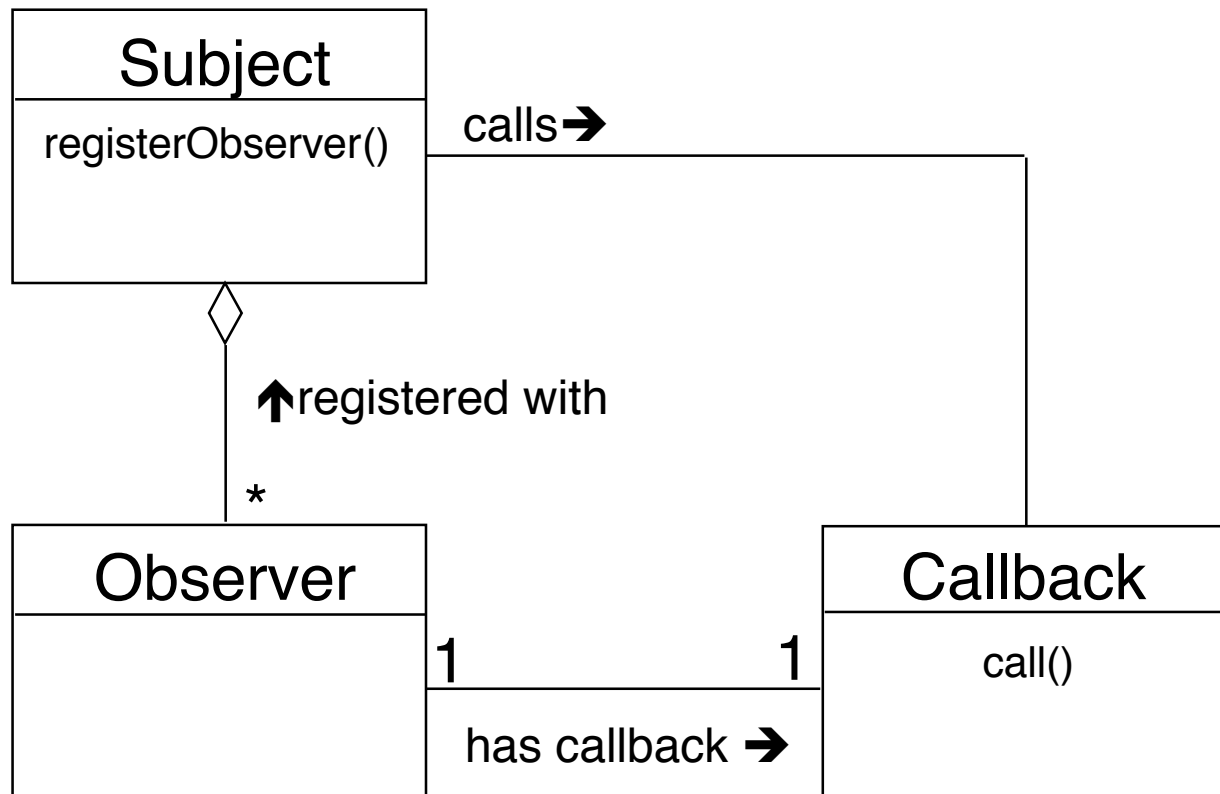 Subject
registerObserver()
calls➔
🡩registered with
*
Observer
Callback
1
1
call()
has callback ➔